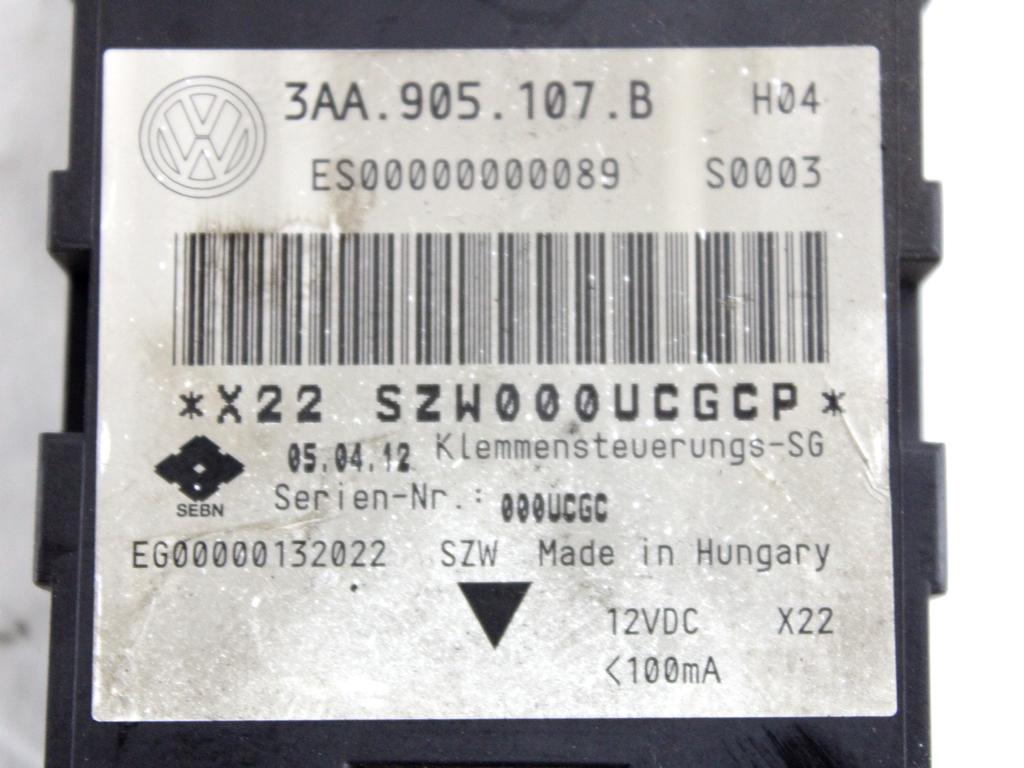 3AA.905.107.B H04
ES00000000089 S0003
*X22 SZW000UCGCP*
05.04.12 Klemmensteuerungs-SG
SEBN
Serien-Nr.: 000UCGC
EG00000132022 SZW Made in Hungary
12VDC X22
<100mA